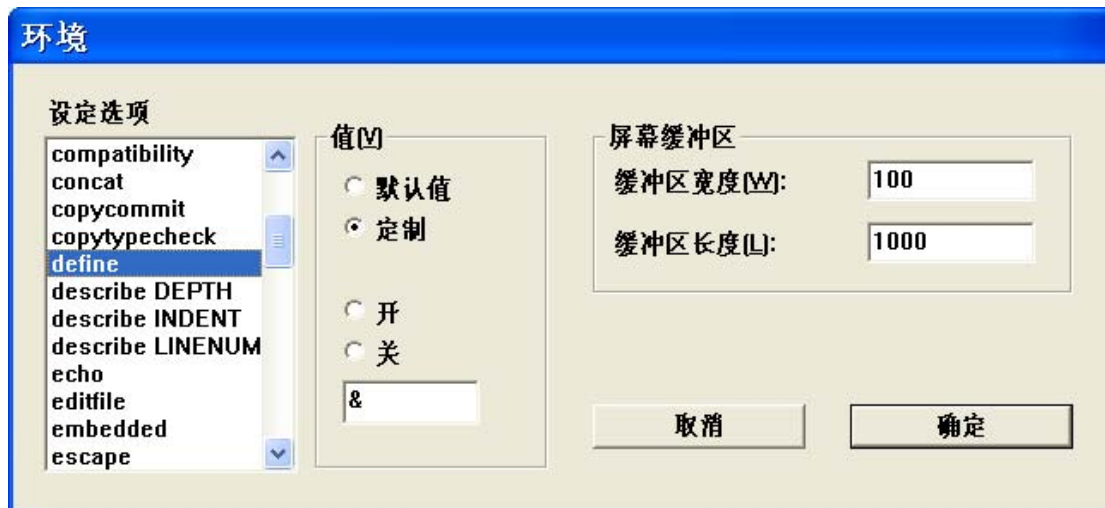 环境
设定选项
compatibility
concat
copycommit
copytypecheck
define
describe DEPTH
describe INDENT
describe LINENUM
echo
editfile
embedded
escape
值(V)
默认值
定制
开
关
&
屏幕缓冲区
缓冲区宽度(W): 100
缓冲区长度(L): 1000
取消
确定